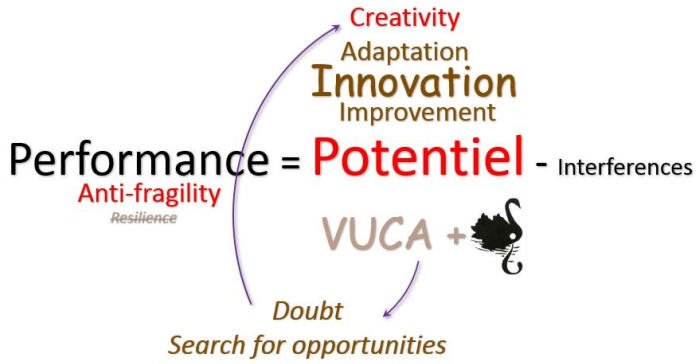 Creativity
Adaptation
Innovation
Improvement
Performance = Potentiel - Interferences
Anti-fragility
Resilience
VUCA +
Doubt
Search for opportunities